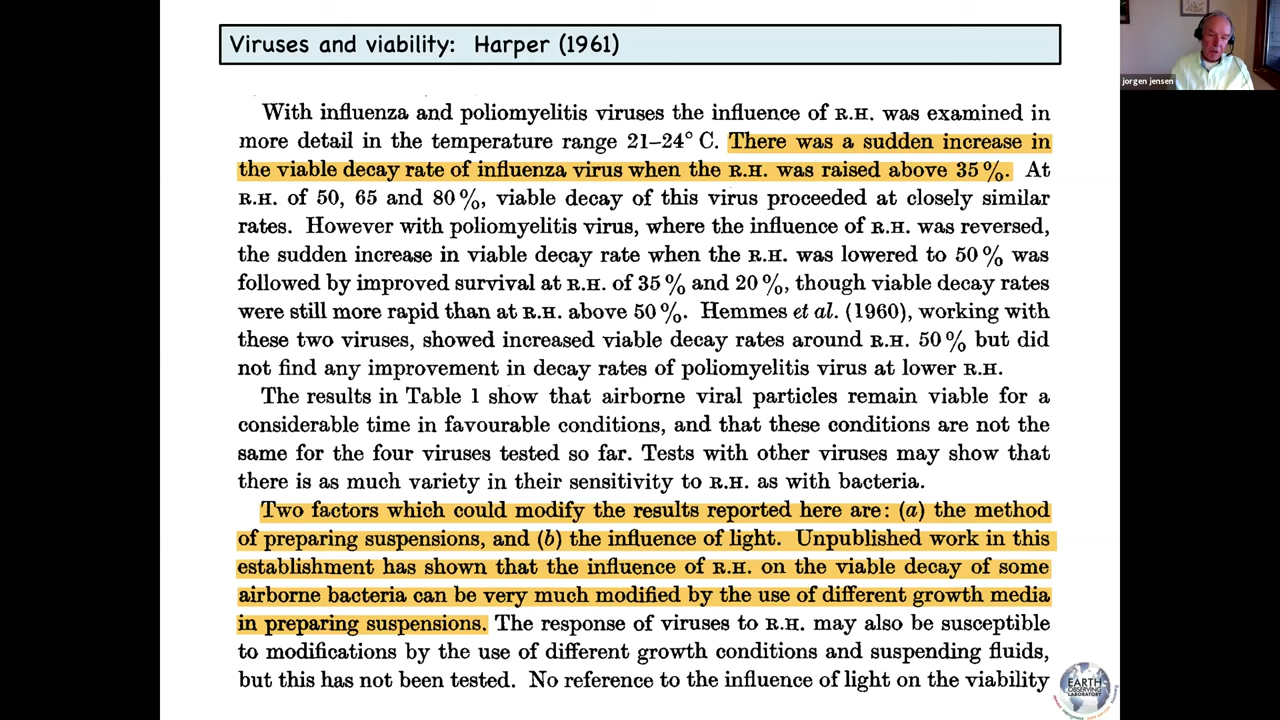 Viruses and viability: Harper (1961)
jorgen jensen
With influenza and poliomyelitis viruses the influence of R.H. was examined in
more detail in the temperature range 21–24° C. There was a sudden increase in
the viable decay rate of influenza virus when the R.H. was raised above 35%. At
R.H. of 50, 65 and 80%, viable decay of this virus proceeded at closely similar
rates. However with poliomyelitis virus, where the influence of R.H. was reversed,
the sudden increase in viable decay rate when the R.H. was lowered to 50% was
followed by improved survival at R.H. of 35% and 20%, though viable decay rates
were still more rapid than at R.H. above 50%. Hemmes et al. (1960), working with
these two viruses, showed increased viable decay rates around R.H. 50% but did
not find any improvement in decay rates of poliomyelitis virus at lower R.H.
The results in Table 1 show that airborne viral particles remain viable for a
considerable time in favourable conditions, and that these conditions are not the
same for the four viruses tested so far. Tests with other viruses may show that
there is as much variety in their sensitivity to R.H. as with bacteria.
Two factors which could modify the results reported here are: (a) the method
of preparing suspensions, and (b) the influence of light. Unpublished work in this
establishment has shown that the influence of R.H. on the viable decay of some
airborne bacteria can be very much modified by the use of different growth media
in preparing suspensions. The response of viruses to R.H. may also be susceptible
to modifications by the use of different growth conditions and suspending fluids,
but this has not been tested. No reference to the influence of light on the viability
EARTH
OBSERVING
LABORATORY